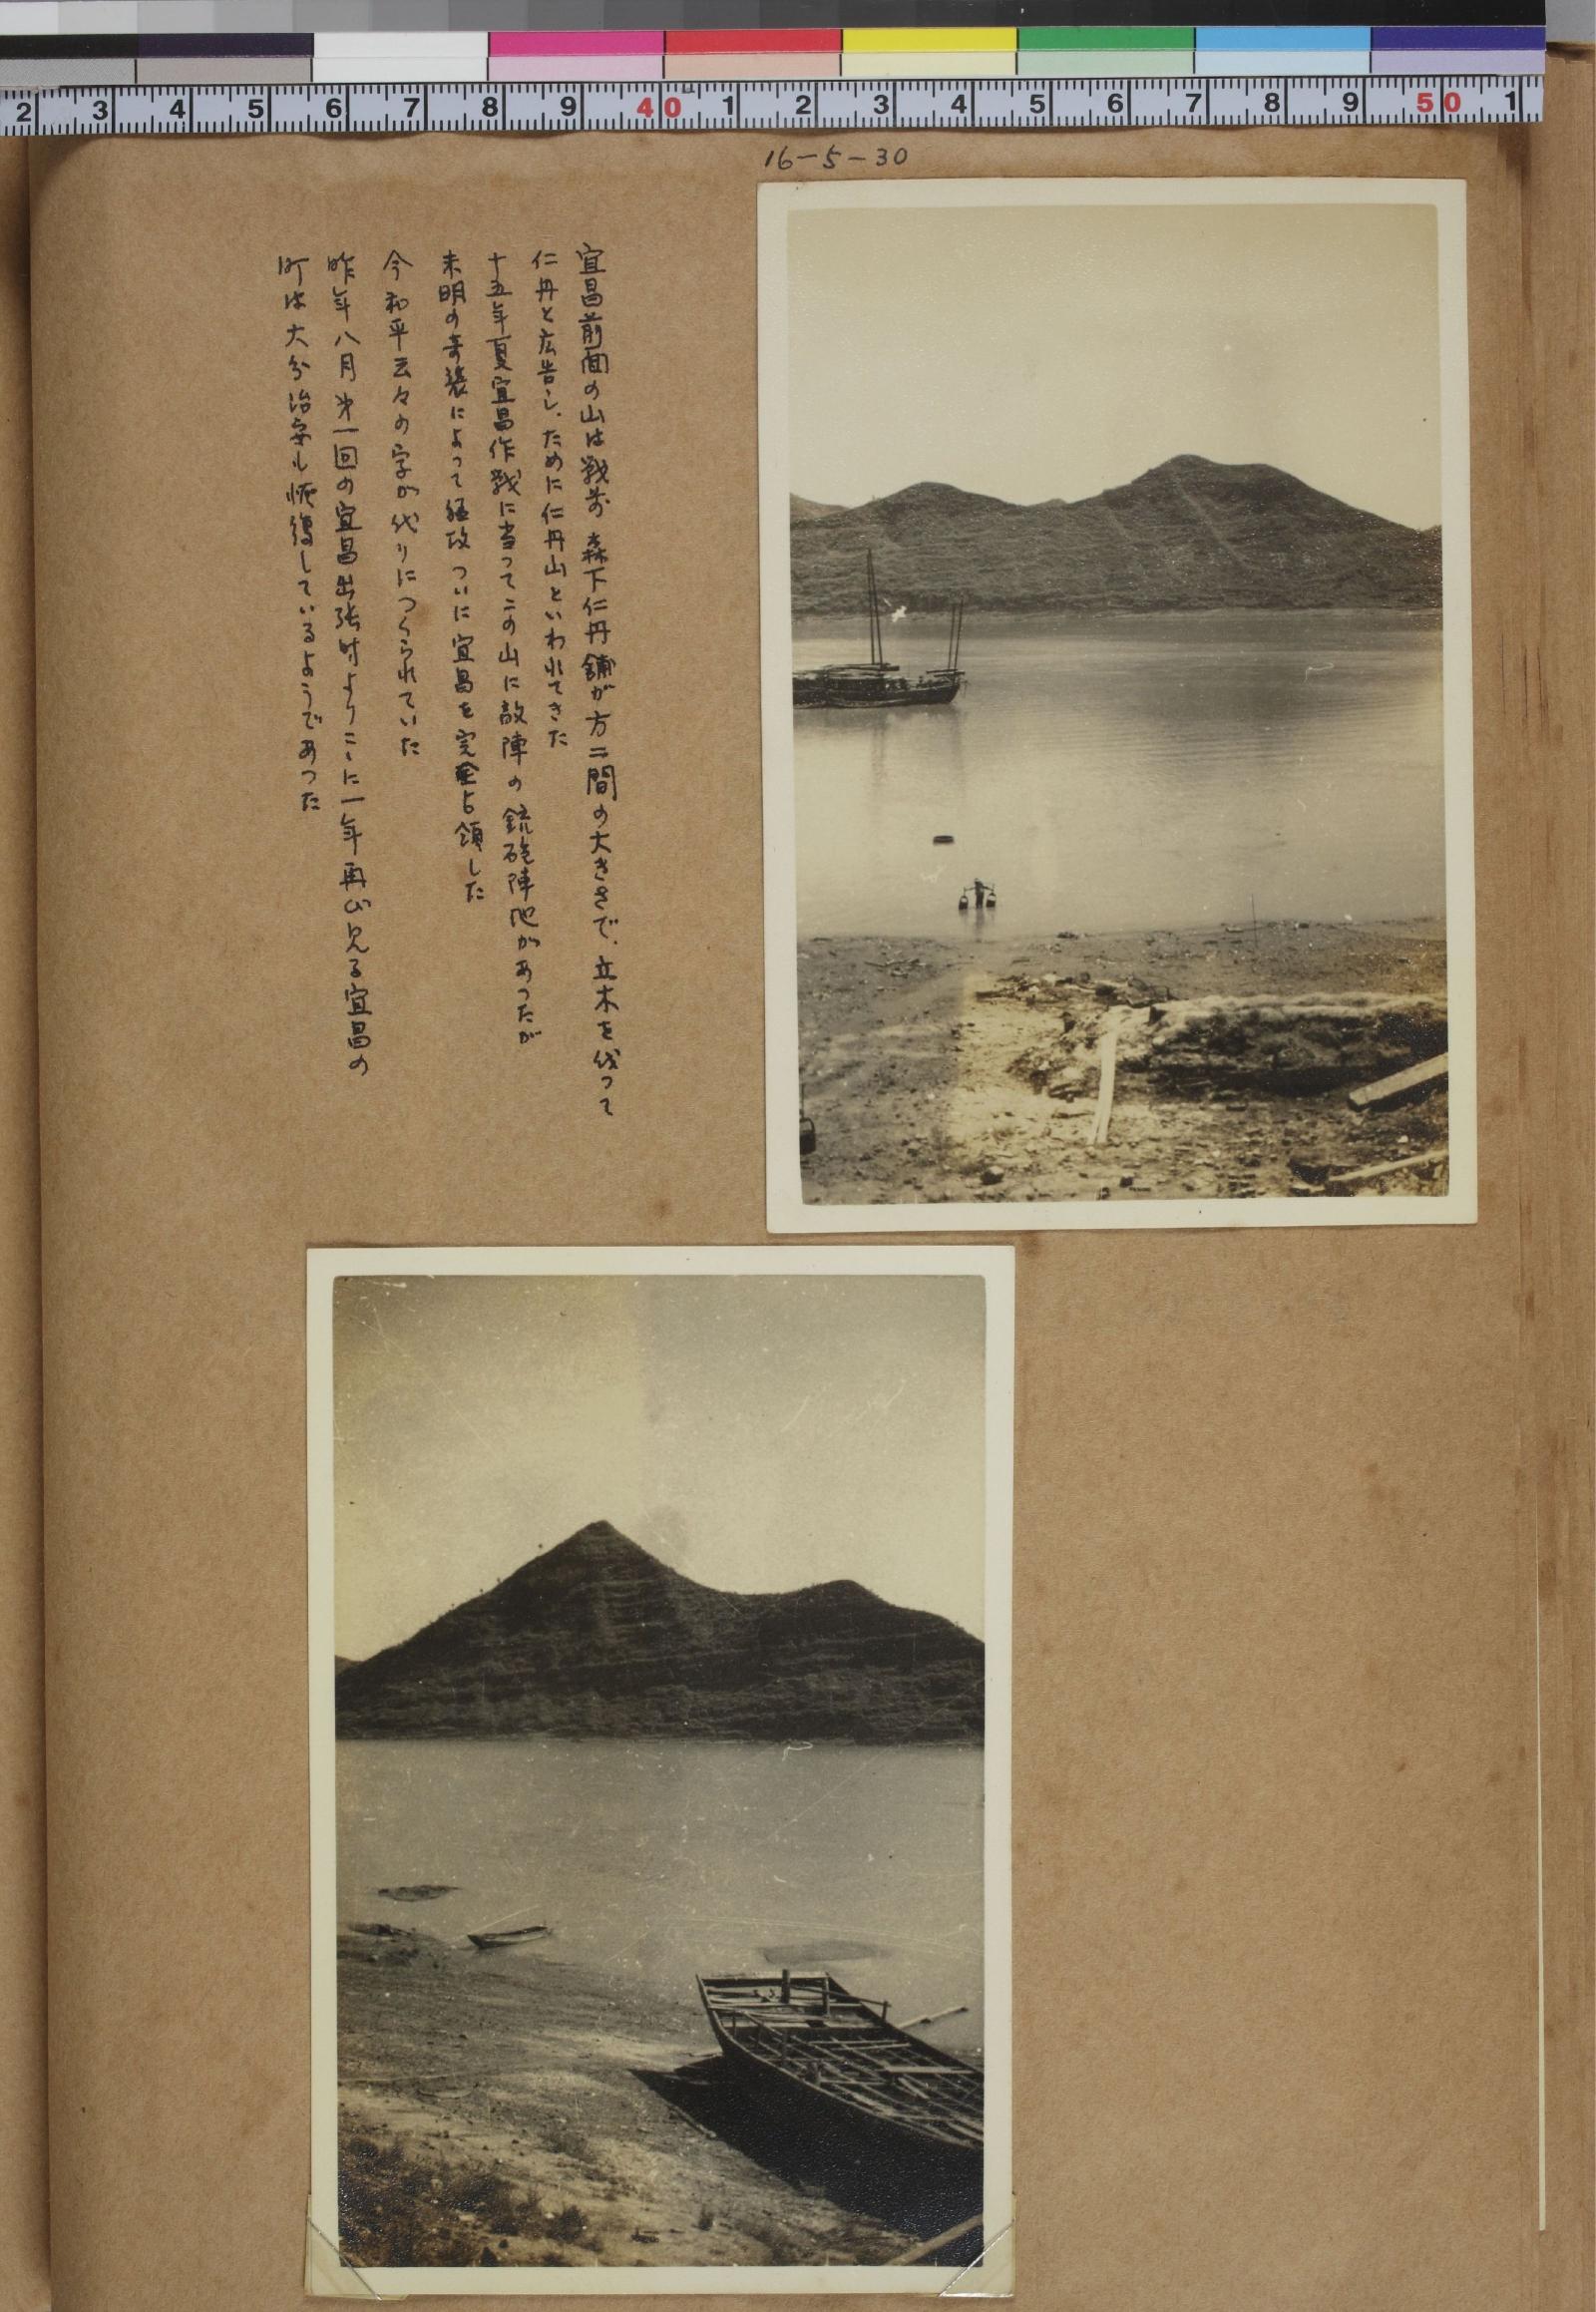 2 3 4 5 6 7 8 9 40 1 2 3 4 5 6 7 8 9 50 1
16-5-30
宜昌前面の山は戦前 森下仁丹舗が方二間の大きさで、立木を伐って
仁丹と広告し、ために仁丹山といわれてきた
十五年夏宜昌作戦に当ってこの山に敵陣の銃砲陣地があったが
未明の奇襲によって猛攻 ついに宜昌を完全占領した
今和平云々の字が代りにつくられていた
昨年八月第一回の宜昌出張時よりこゝに一年再び見る宜昌の
町は大分治安も恢復しているようであった